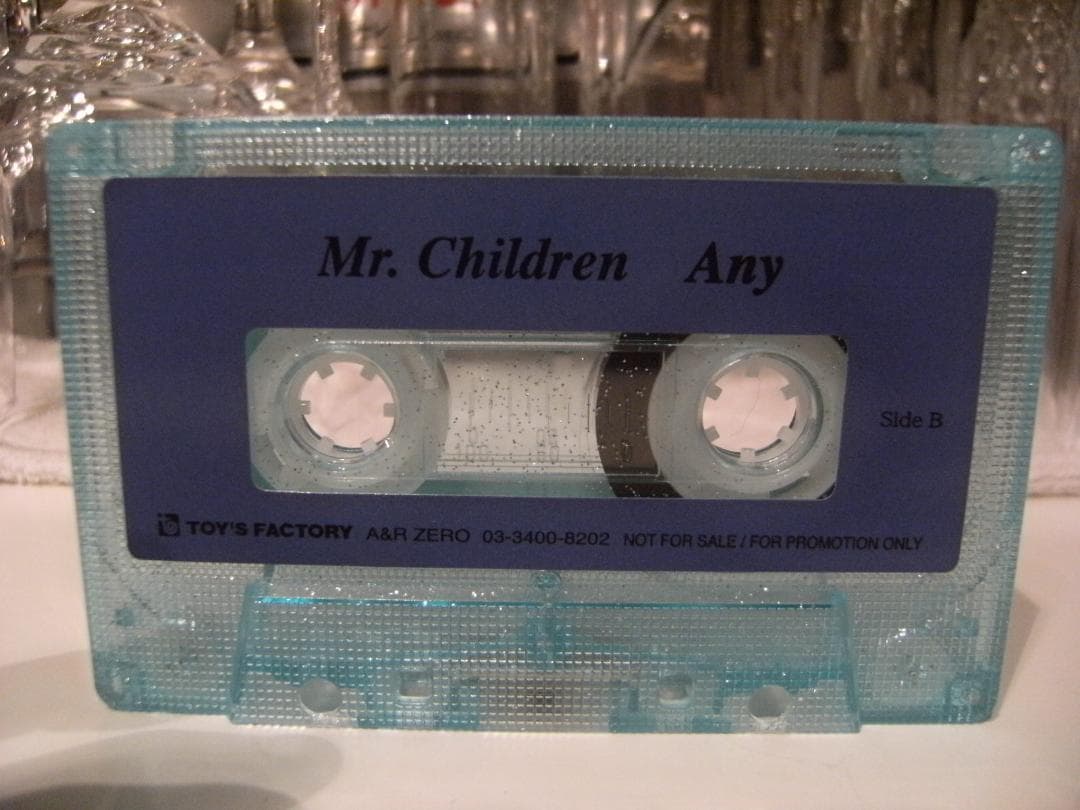 Mr. Children Any
Side B
TOY'S FACTORY A&R ZERO 03-3400-8202 NOT FOR SALE / FOR PROMOTION ONLY